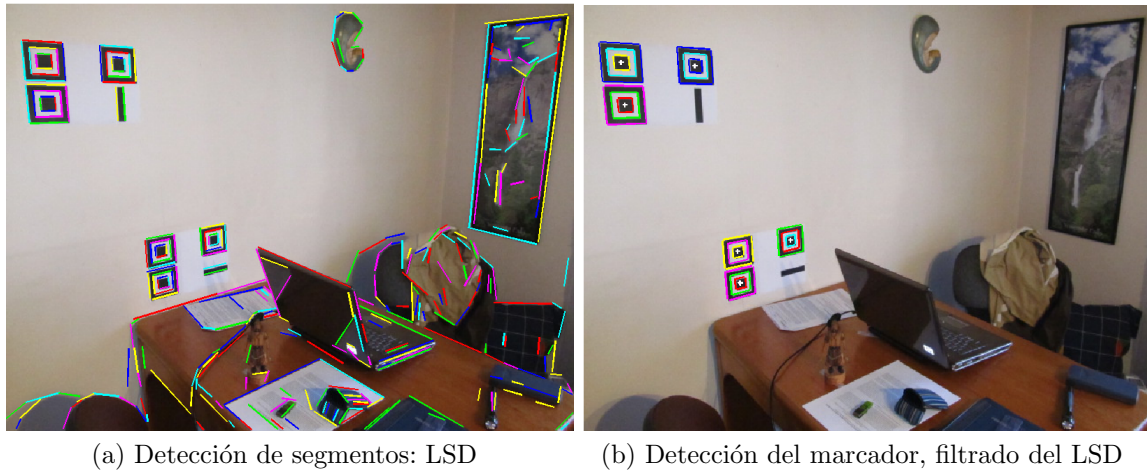 (a) Detección de segmentos: LSD
(b) Detección del marcador, filtrado del LSD